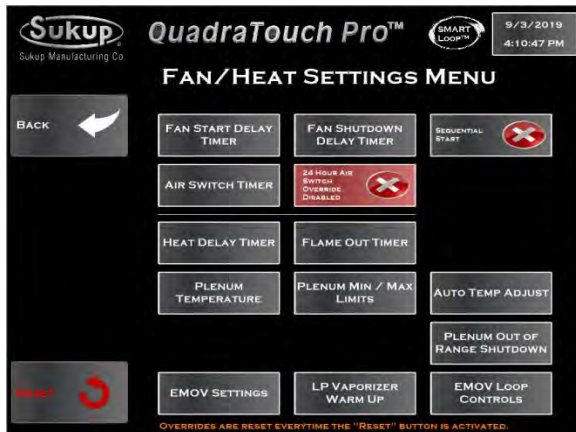 SUKUP
Sukup Manufacturing Co
QuadraTouch Pro™
SMART
LOOP™
9/3/2019
4:10:47 PM
FAN/HEAT SETTINGS MENU
BACK
FAN START DELAY
TIMER
FAN SHUTDOWN
DELAY TIMER
SEQUENTIAL
START
AIR SWITCH TIMER
24 HOUR AIR
SWITCH
OVERRIDE
DISABLED
HEAT DELAY TIMER
FLAME OUT TIMER
PLENUM
TEMPERATURE
PLENUM MIN / MAX
LIMITS
AUTO TEMP ADJUST
PLENUM OUT OF
RANGE SHUTDOWN
RESET
EMOV SETTINGS
LP VAPORIZER
WARM UP
EMOV LOOP
CONTROLS
OVERRIDES ARE RESET EVERYTIME THE "RESET" BUTTON IS ACTIVATED.